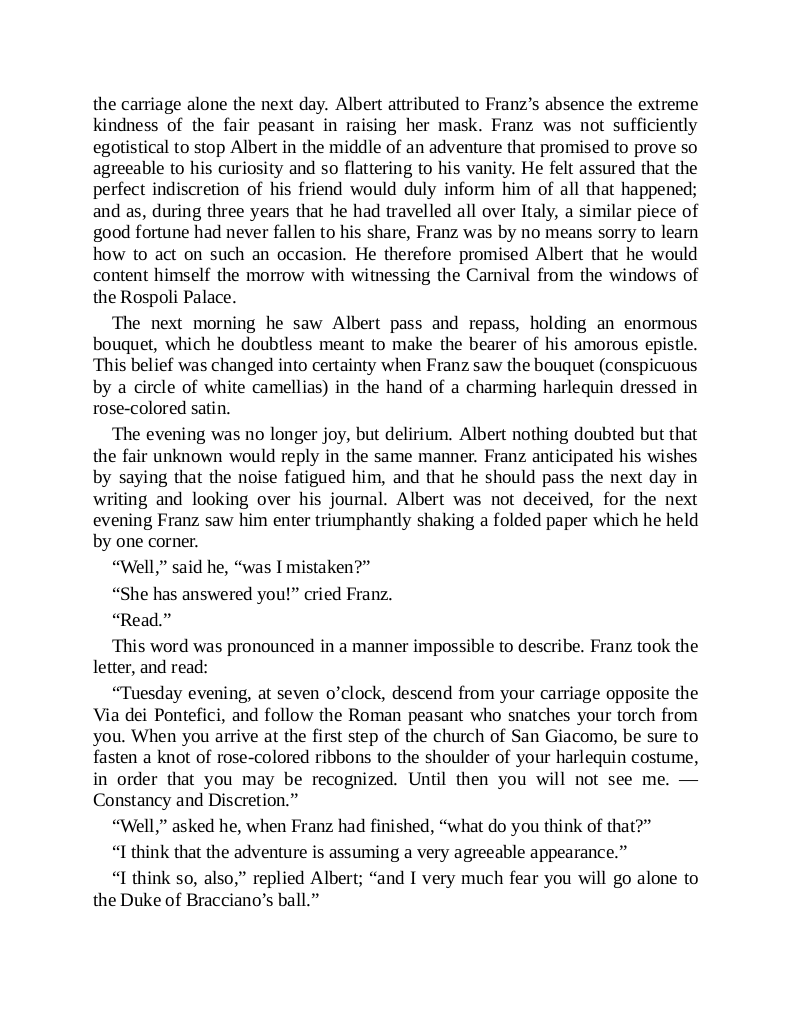 the carriage alone the next day. Albert attributed to Franz’s absence the extreme
kindness of the fair peasant in raising her mask. Franz was not sufficiently
egotistical to stop Albert in the middle of an adventure that promised to prove so
agreeable to his curiosity and so flattering to his vanity. He felt assured that the
perfect indiscretion of his friend would duly inform him of all that happened;
and as, during three years that he had travelled all over Italy, a similar piece of
good fortune had never fallen to his share, Franz was by no means sorry to learn
how to act on such an occasion. He therefore promised Albert that he would
content himself the morrow with witnessing the Carnival from the windows of
the Rospoli Palace.
The next morning he saw Albert pass and repass, holding an enormous
bouquet, which he doubtless meant to make the bearer of his amorous epistle.
This belief was changed into certainty when Franz saw the bouquet (conspicuous
by a circle of white camellias) in the hand of a charming harlequin dressed in
rose-colored satin.
The evening was no longer joy, but delirium. Albert nothing doubted but that
the fair unknown would reply in the same manner. Franz anticipated his wishes
by saying that the noise fatigued him, and that he should pass the next day in
writing and looking over his journal. Albert was not deceived, for the next
evening Franz saw him enter triumphantly shaking a folded paper which he held
by one corner.
“Well,” said he, “was I mistaken?”
“She has answered you!” cried Franz.
“Read.”
This word was pronounced in a manner impossible to describe. Franz took the
letter, and read:
“Tuesday evening, at seven o’clock, descend from your carriage opposite the
Via dei Pontefici, and follow the Roman peasant who snatches your torch from
you. When you arrive at the first step of the church of San Giacomo, be sure to
fasten a knot of rose-colored ribbons to the shoulder of your harlequin costume,
in order that you may be recognized. Until then you will not see me. —
Constancy and Discretion.”
“Well,” asked he, when Franz had finished, “what do you think of that?”
“I think that the adventure is assuming a very agreeable appearance.”
“I think so, also,” replied Albert; “and I very much fear you will go alone to
the Duke of Bracciano’s ball.”